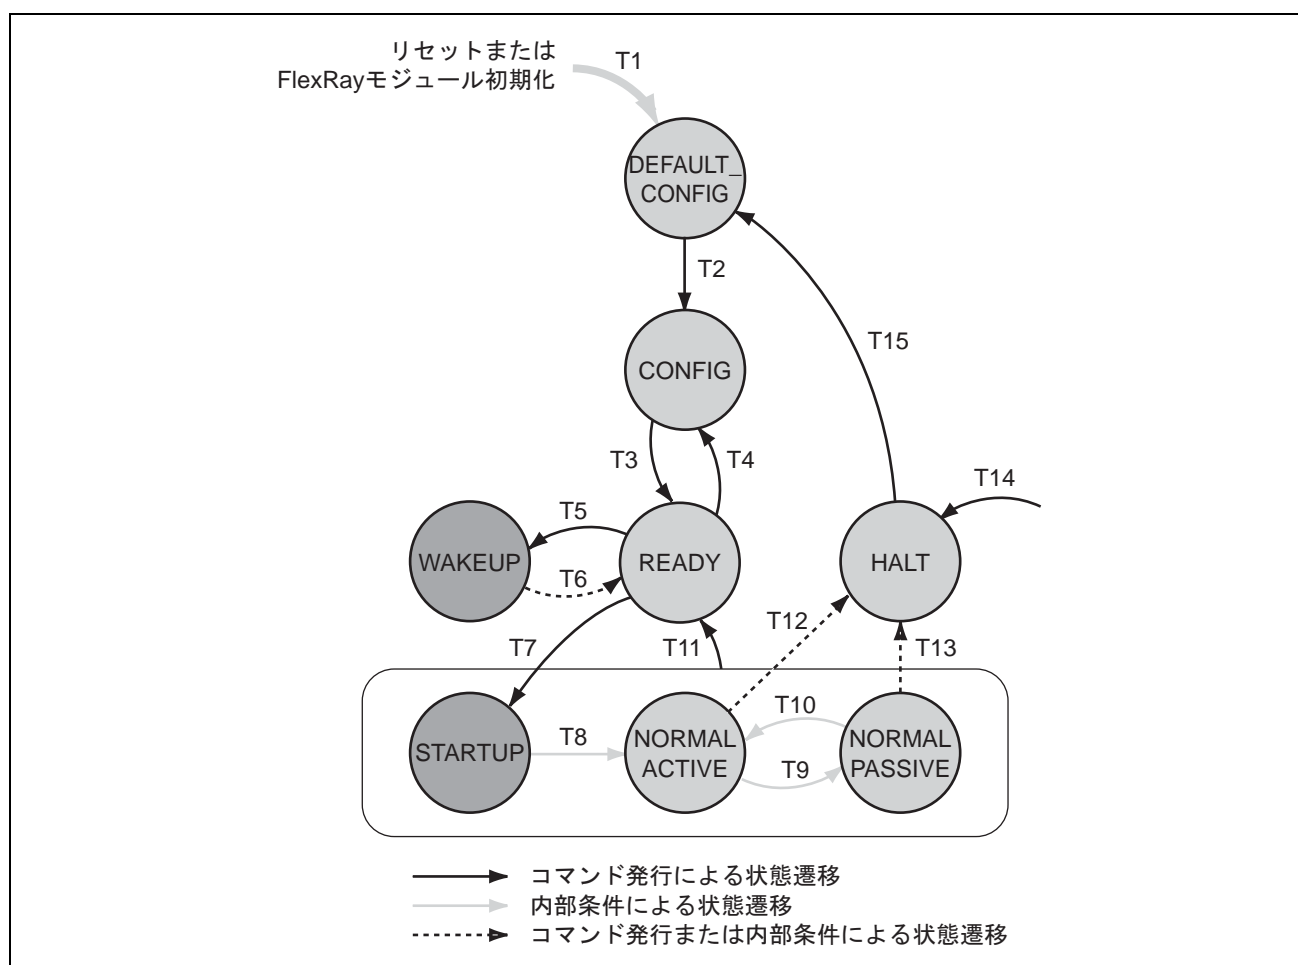 リセットまたは
FlexRayモジュール初期化
T1
DEFAULT_
CONFIG
T2
CONFIG
T15
T3
T4
T14
T5
WAKEUP
READY
HALT
T6
T12
T7
T11
T13
T10
STARTUP
T8
NORMAL
ACTIVE
NORMAL
PASSIVE
T9
コマンド発行による状態遷移
内部条件による状態遷移
コマンド発行または内部条件による状態遷移